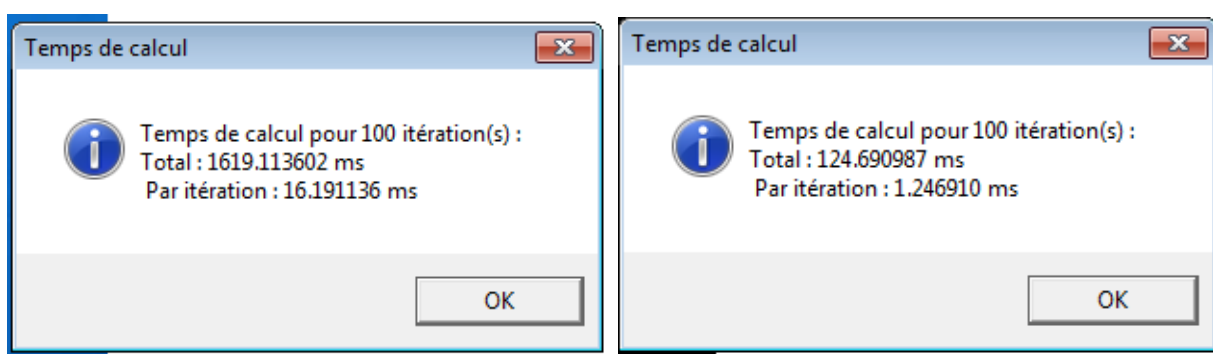 Temps de calcul
Temps de calcul pour 100 itération(s) :
Total : 1619.113602 ms
Par itération : 16.191136 ms
OK
Temps de calcul
Temps de calcul pour 100 itération(s) :
Total : 124.690987 ms
Par itération : 1.246910 ms
OK